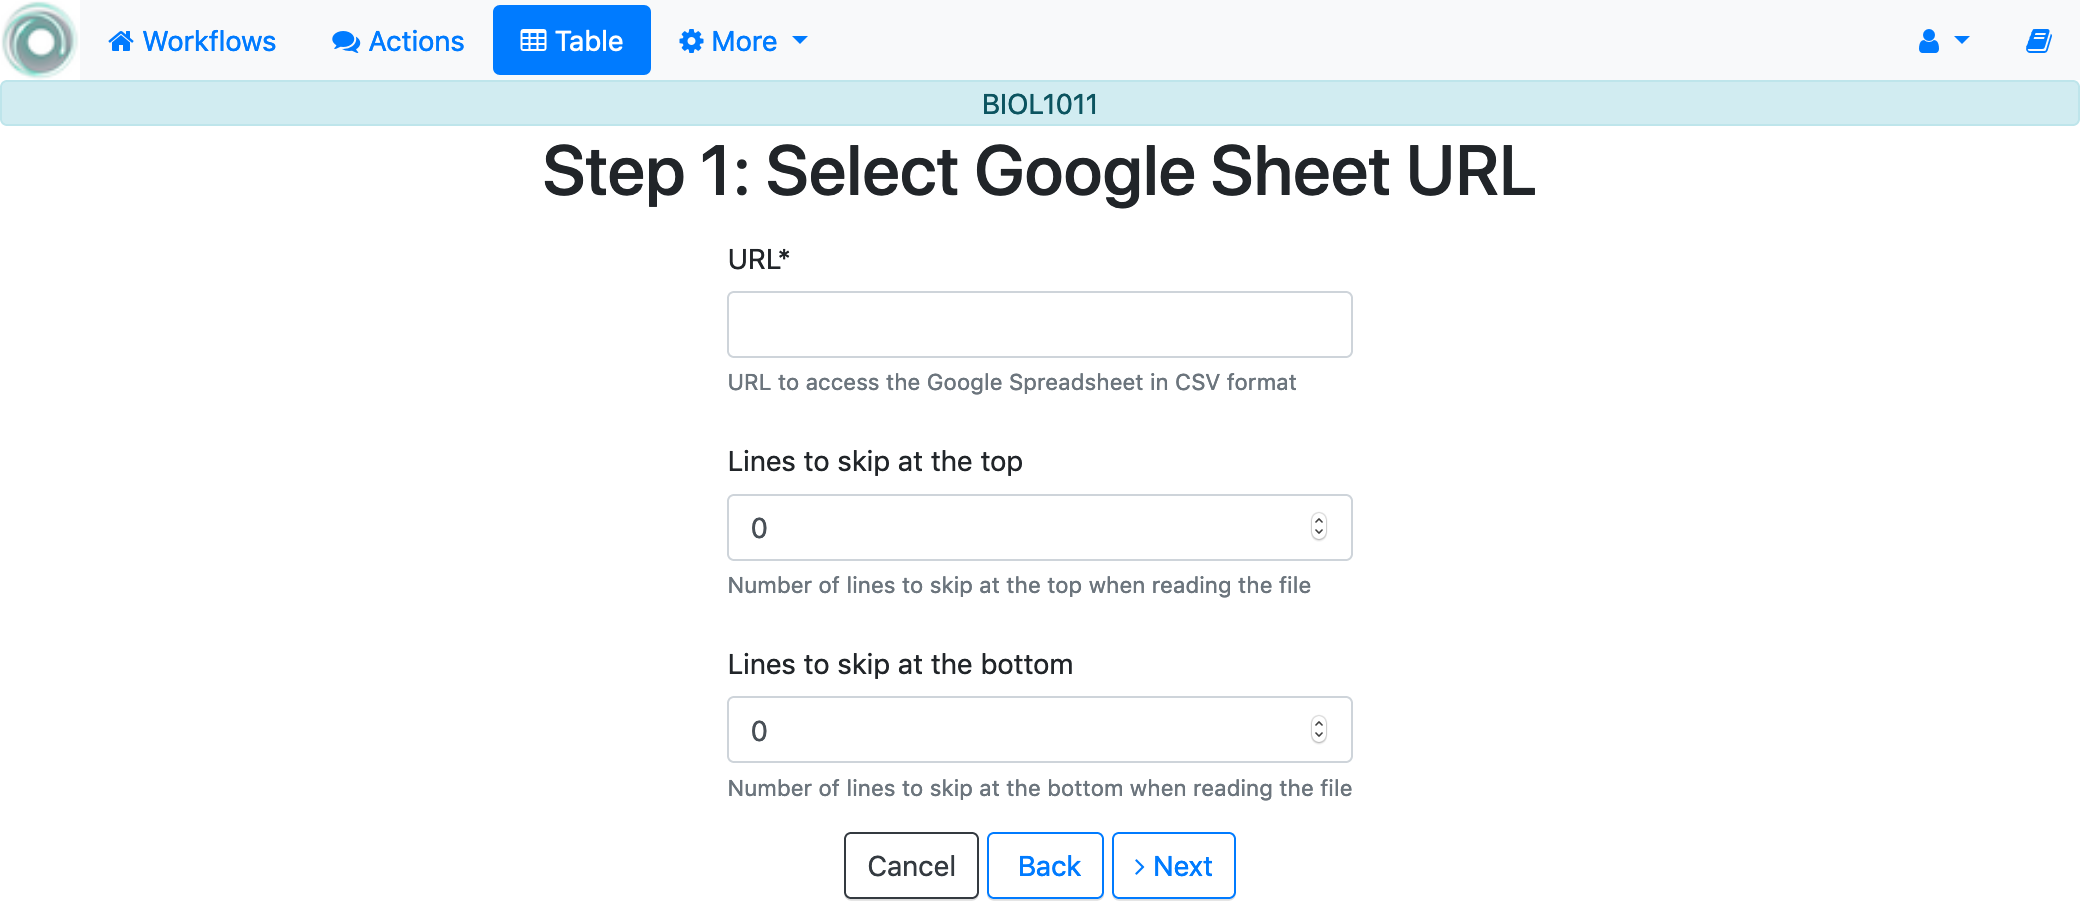 Workflows Actions Table More
BIOL1011
Step 1: Select Google Sheet URL
URL*
URL to access the Google Spreadsheet in CSV format
Lines to skip at the top
0
Number of lines to skip at the top when reading the file
Lines to skip at the bottom
0
Number of lines to skip at the bottom when reading the file
Cancel Back Next